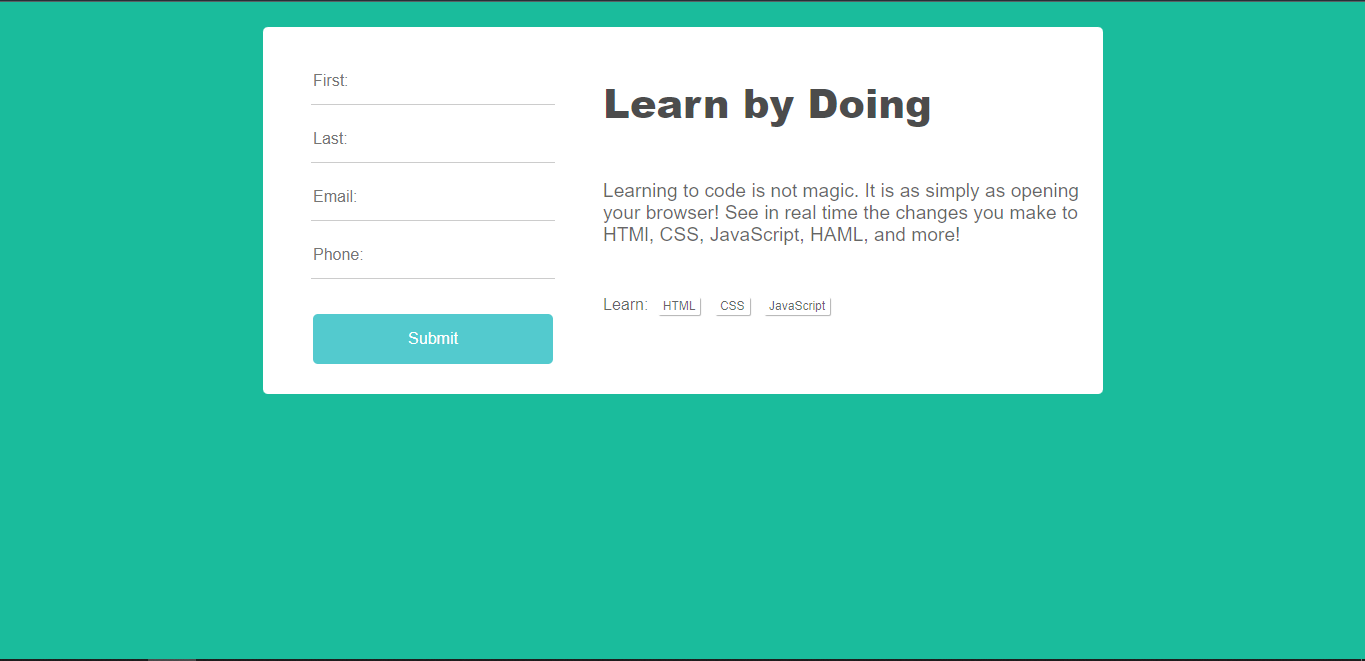 First:
Last:
Email:
Phone:
Submit
Learn by Doing
Learning to code is not magic. It is as simply as opening
your browser! See in real time the changes you make to
HTMl, CSS, JavaScript, HAML, and more!
Learn: HTML CSS JavaScript